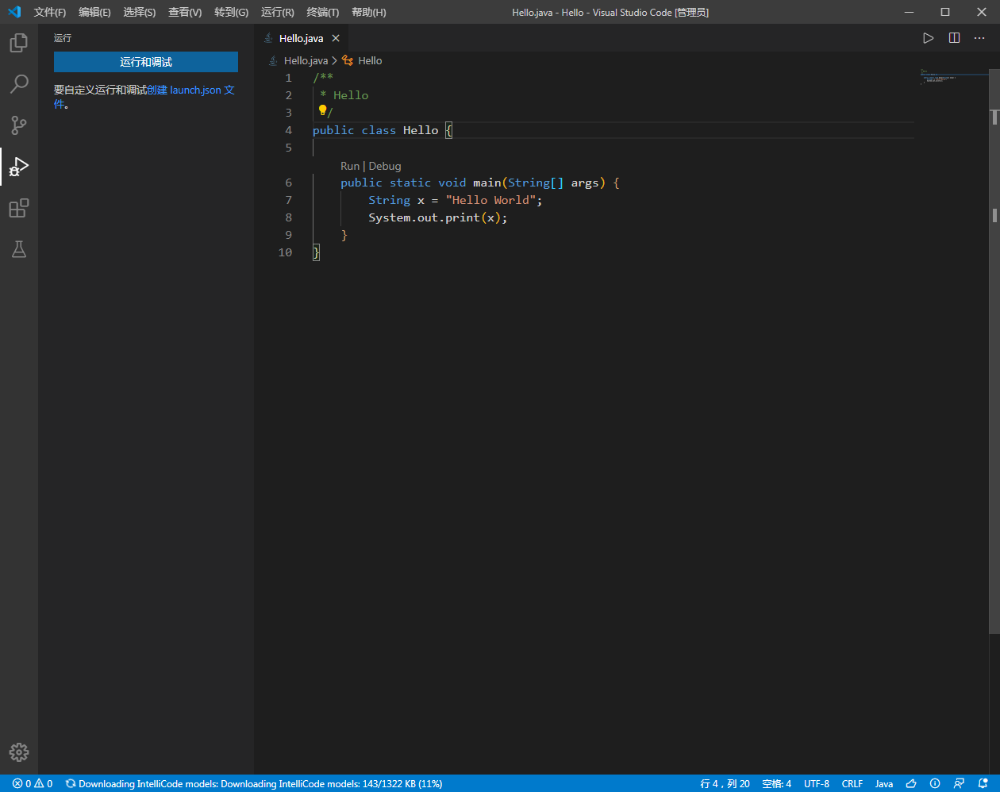 文件(F) 编辑(E) 选择(S) 查看(V) 转到(G) 运行(R) 终端(T) 帮助(H) Hello.java - Hello - Visual Studio Code [管理员]
运行
运行和调试
要自定义运行和调试创建 launch.json 文
件。
Hello.java
Hello.java > Hello
1 /**
2 * Hello
3 /
4 public class Hello {
5
Run | Debug
6 public static void main(String[] args) {
7 String x = "Hello World";
8 System.out.print(x);
9 }
10 }
0 0 Downloading IntelliCode models: Downloading IntelliCode models: 143/1322 KB (11%) 行 4，列 20 空格: 4 UTF-8 CRLF Java